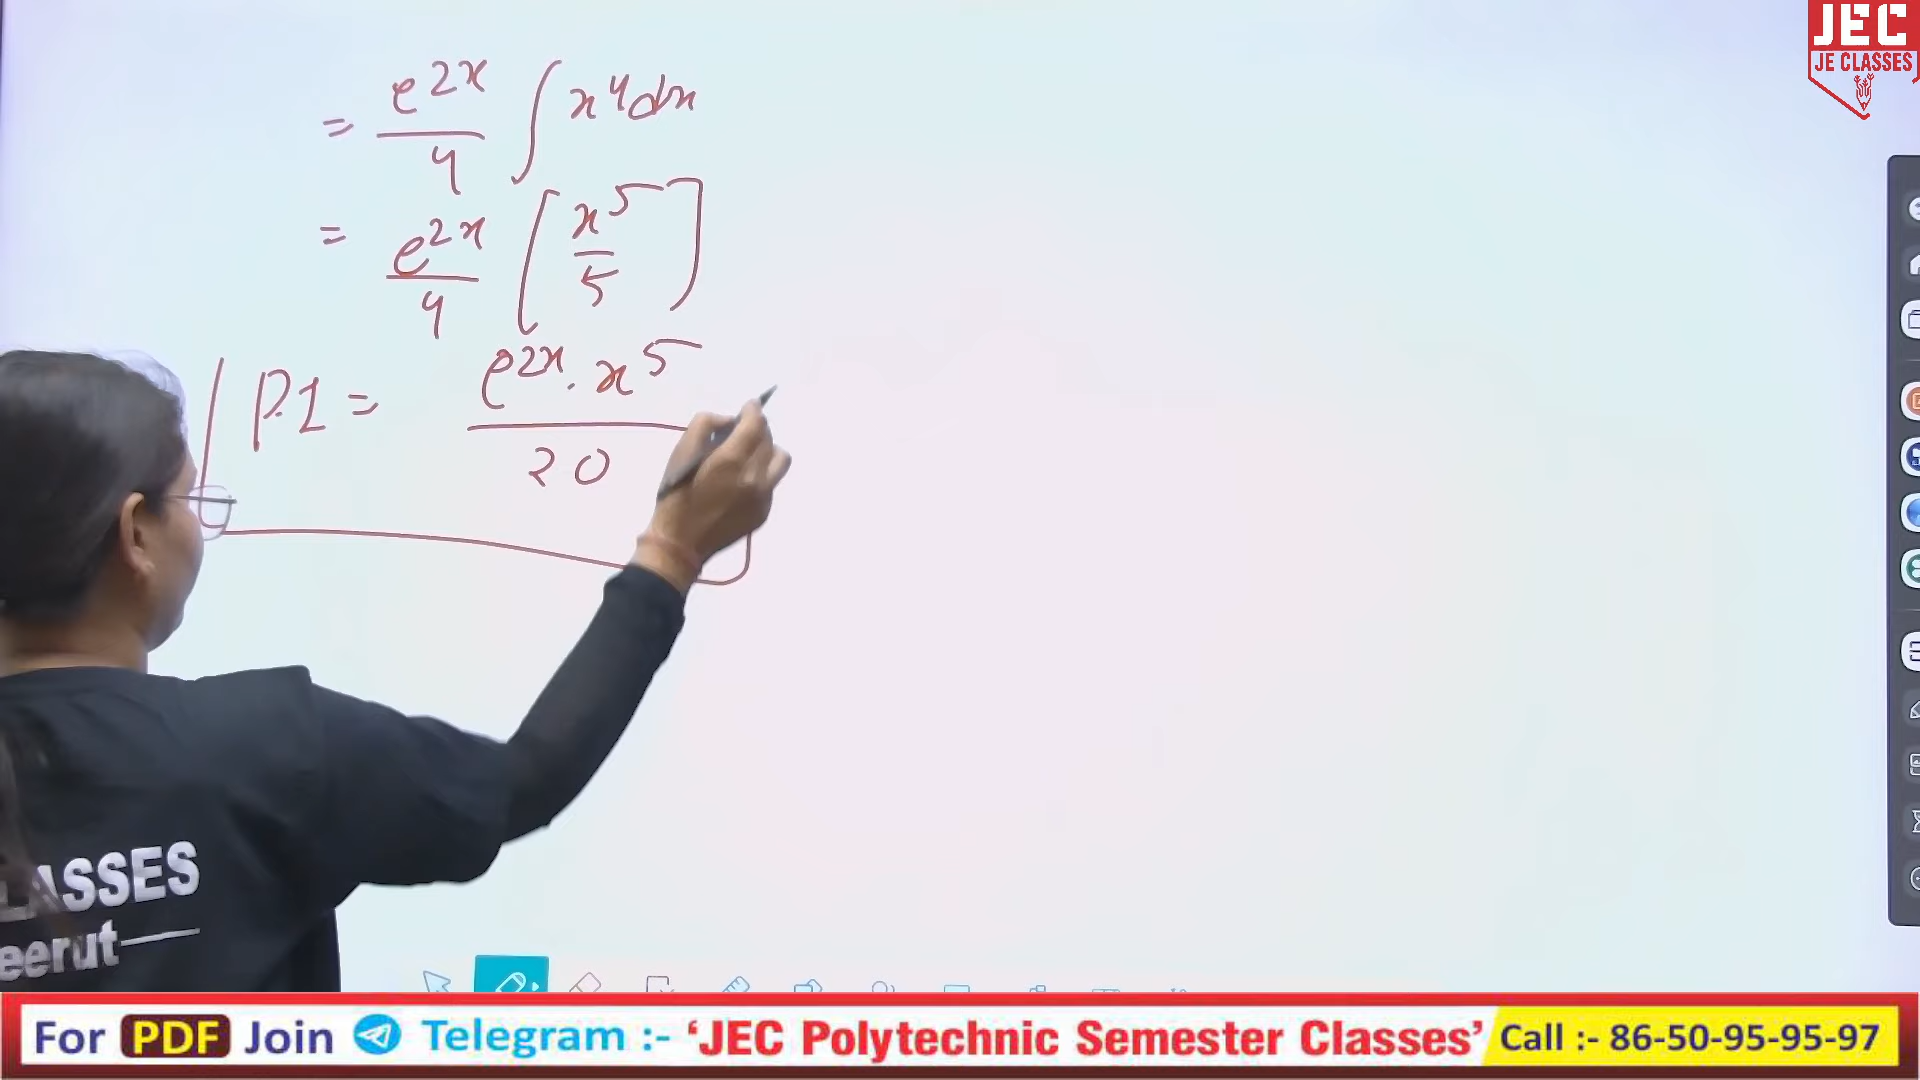 JEC
JE CLASSES
= e^{2x}/4 ∫ x^4 dx
= e^{2x}/4 [x^5/5]
P.I = e^{2x}·x^5/20
LASSES
eerut
For PDF Join Telegram :- ‘JEC Polytechnic Semester Classes’ Call :- 86-50-95-95-97